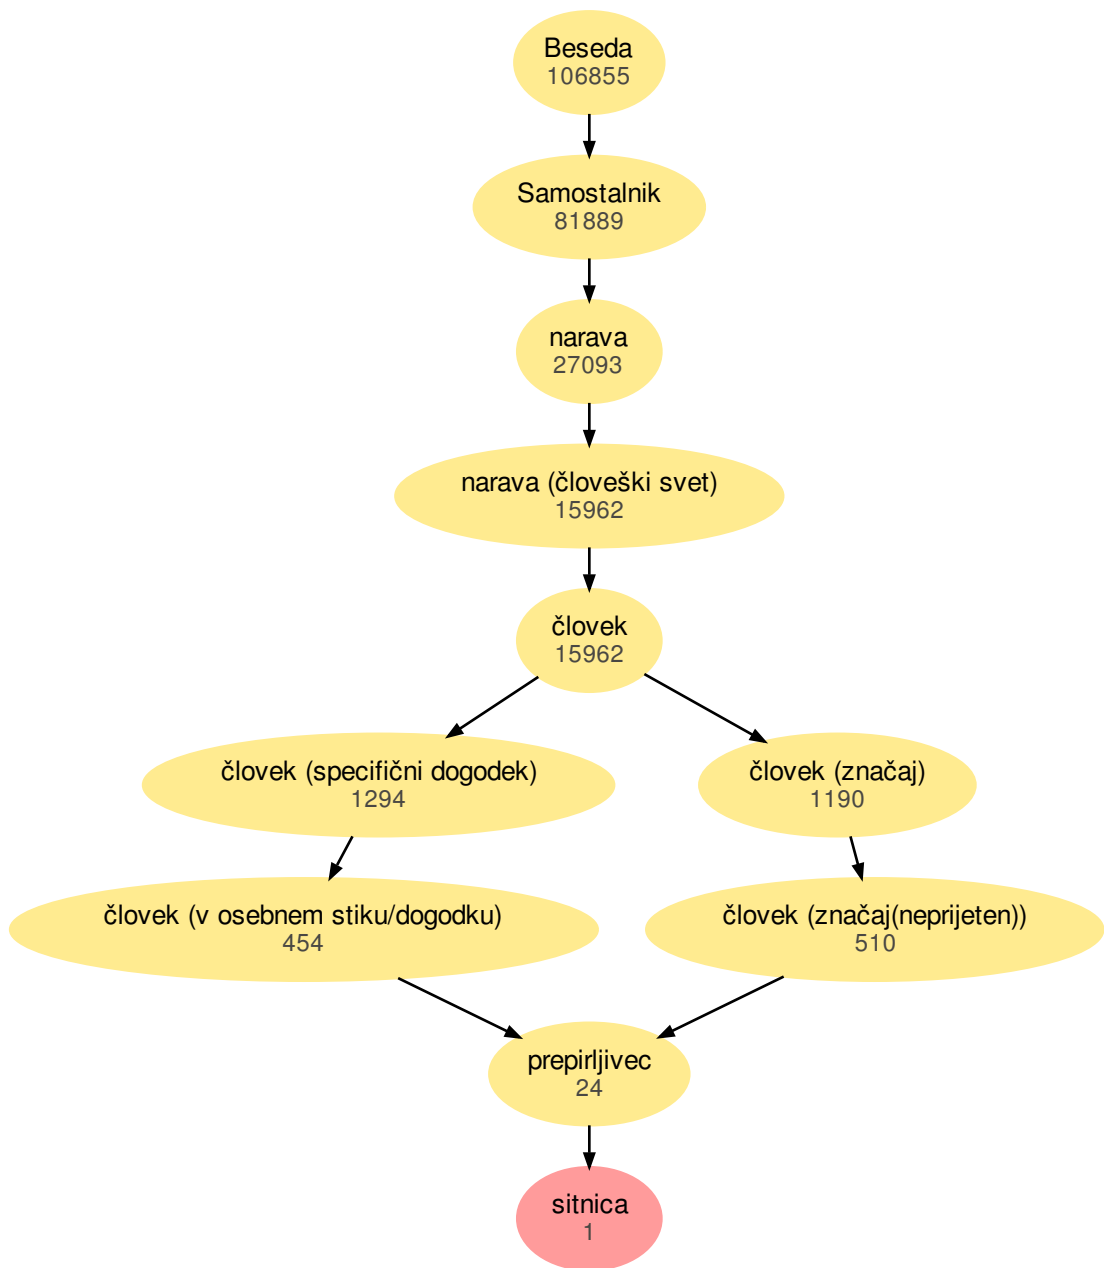 Beseda
106855
Samostalnik
81889
narava
27093
narava (človeški svet)
15962
človek
15962
človek (specifični dogodek)
1294
človek (značaj)
1190
človek (v osebnem stiku/dogodku)
454
človek (značaj(neprijeten))
510
prepirljivec
24
sitnica
1